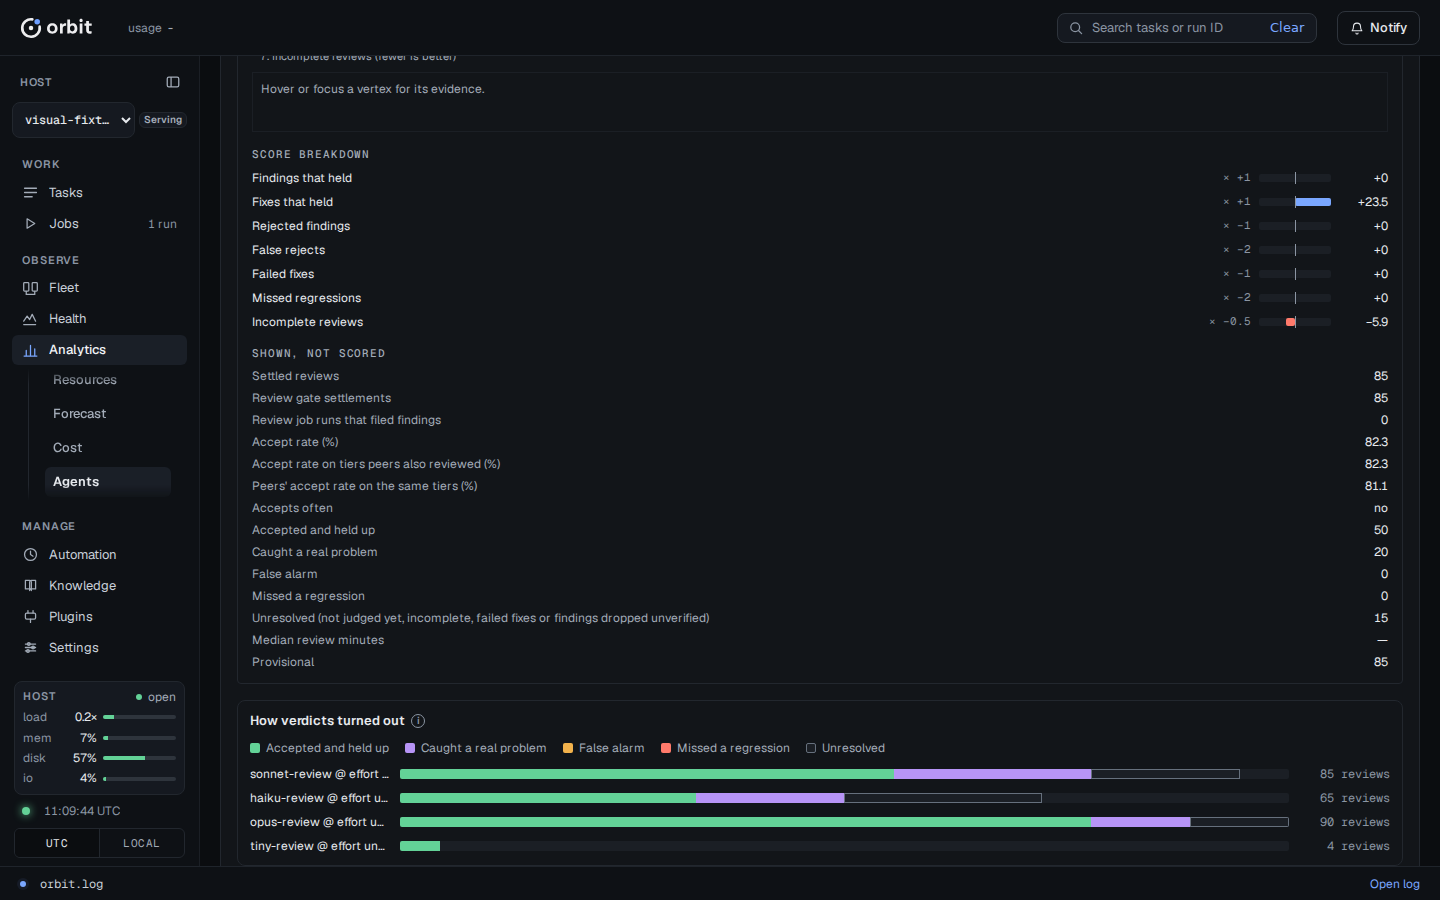 orbit
usage -
Search tasks or run ID
Clear
Notify
HOST
visual-fixt…
Serving
WORK
Tasks
Jobs
1 run
OBSERVE
Fleet
Health
Analytics
Resources
Forecast
Cost
Agents
MANAGE
Automation
Knowledge
Plugins
Settings
HOST
open
load 0.2×
mem 7%
disk 57%
io 4%
11:09:44 UTC
UTC
LOCAL
7. Incomplete reviews (fewer is better)
Hover or focus a vertex for its evidence.
SCORE BREAKDOWN
Findings that held × +1 +0
Fixes that held × +1 +23.5
Rejected findings × −1 +0
False rejects × −2 +0
Failed fixes × −1 +0
Missed regressions × −2 +0
Incomplete reviews × −0.5 −5.9
SHOWN, NOT SCORED
Settled reviews 85
Review gate settlements 85
Review job runs that filed findings 0
Accept rate (%) 82.3
Accept rate on tiers peers also reviewed (%) 82.3
Peers' accept rate on the same tiers (%) 81.1
Accepts often no
Accepted and held up 50
Caught a real problem 20
False alarm 0
Missed a regression 0
Unresolved (not judged yet, incomplete, failed fixes or findings dropped unverified) 15
Median review minutes —
Provisional 85
How verdicts turned out
Accepted and held up
Caught a real problem
False alarm
Missed a regression
Unresolved
sonnet-review @ effort … 85 reviews
haiku-review @ effort u… 65 reviews
opus-review @ effort u… 90 reviews
tiny-review @ effort un… 4 reviews
orbit.log
Open log